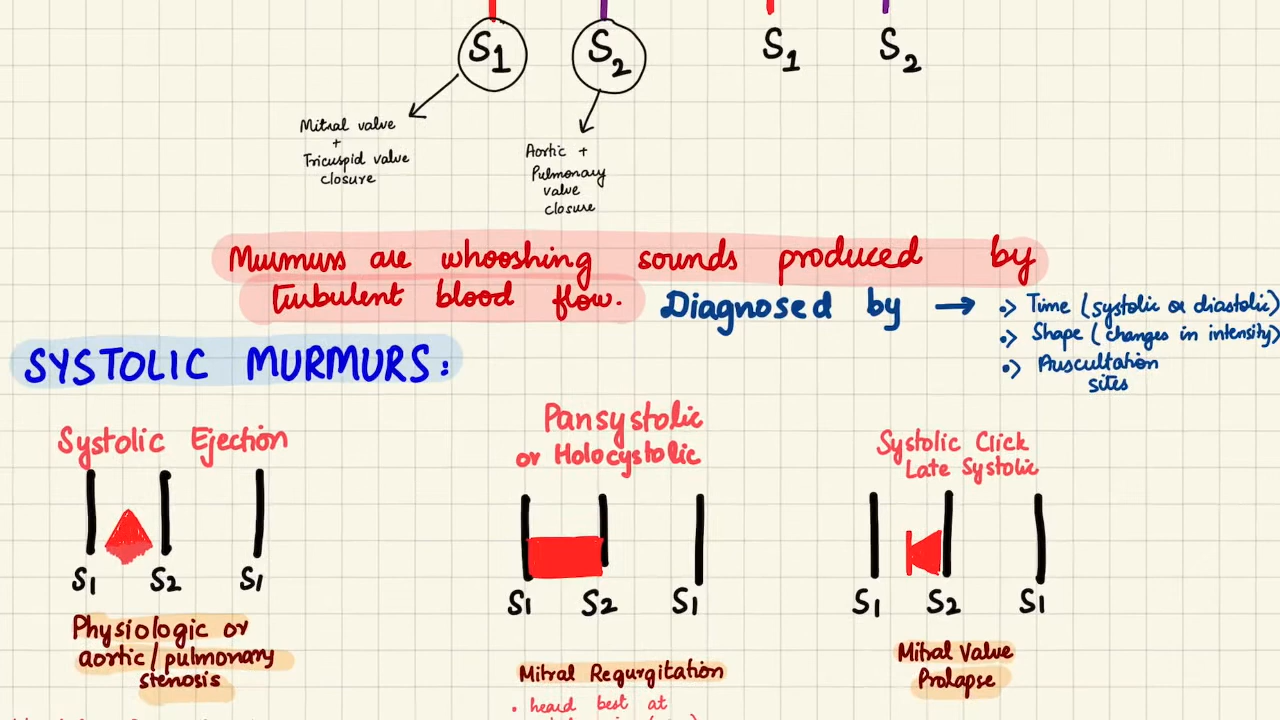 S1
S2
S1
S2
Mitral valve
+
Tricuspid valve
closure
Aortic +
Pulmonary
valve
closure
Murmurs are whooshing sounds produced by
turbulent blood flow.
Diagnosed by →
•> Time (systolic or diastolic)
•> Shape (changes in intensity)
•> Auscultation
sites
SYSTOLIC MURMURS:
Systolic Ejection
S1 S2 S1
Physiologic or
aortic/pulmonary
stenosis
Pansystolic
or Holocystolic
S1 S2 S1
Mitral Regurgitation
• heard best at
Systolic Click
Late Systolic
S1 S2 S1
Mitral Valve
Prolapse